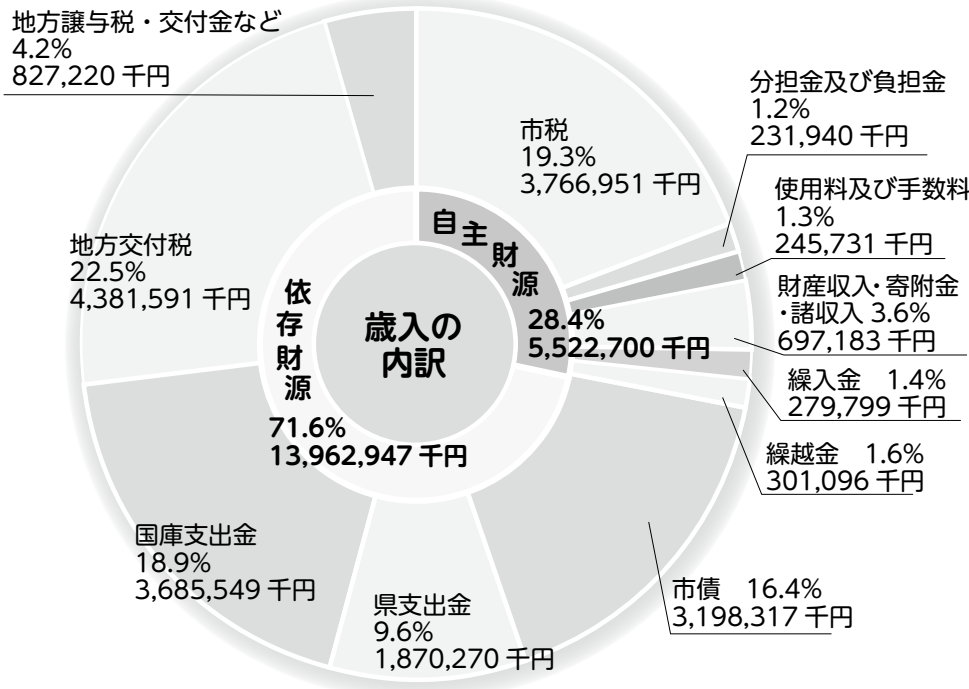 地方譲与税・交付金など
4.2%
827,220 千円
市税
19.3%
3,766,951 千円
分担金及び負担金
1.2%
231,940 千円
使用料及び手数料
1.3%
245,731 千円
財産収入・寄附金
・諸収入 3.6%
697,183 千円
繰入金 1.4%
279,799 千円
繰越金 1.6%
301,096 千円
市債 16.4%
3,198,317 千円
県支出金
9.6%
1,870,270 千円
国庫支出金
18.9%
3,685,549 千円
地方交付税
22.5%
4,381,591 千円
自主財源
28.4%
5,522,700 千円
依存財源
71.6%
13,962,947 千円
歳入の
内訳